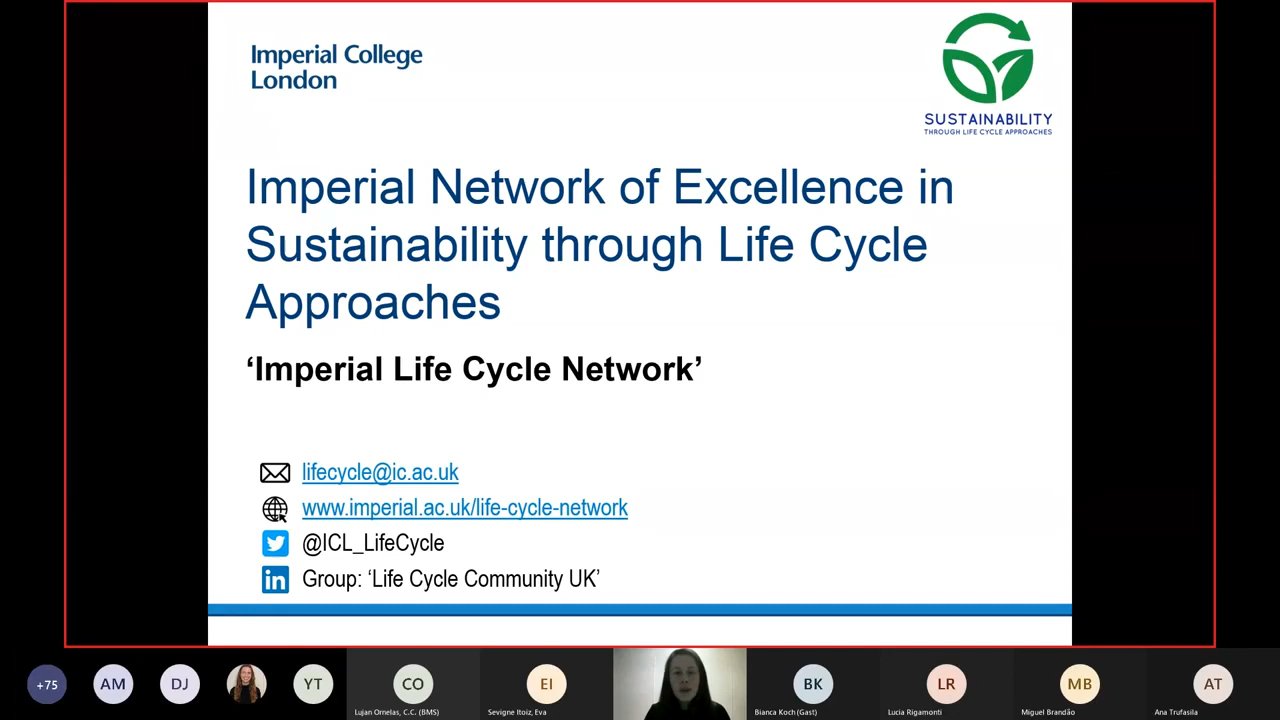 Imperial College
London
SUSTAINABILITY
THROUGH LIFE CYCLE APPROACHES
Imperial Network of Excellence in
Sustainability through Life Cycle
Approaches
‘Imperial Life Cycle Network’
lifecycle@ic.ac.uk
www.imperial.ac.uk/life-cycle-network
@ICL_LifeCycle
in Group: ‘Life Cycle Community UK’
+75 AM DJ YT CO EI BK LR MB AT
Lujan Ornelas, C.C. (BMS) Sevigne Itoiz, Eva Bianca Koch (Gast) Lucia Rigamonti Miguel Brandão Ana Trufasila